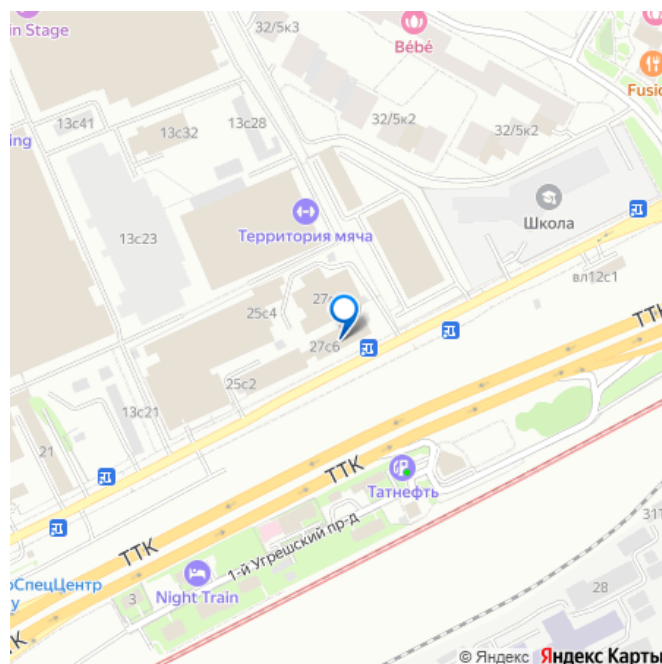 in Stage
32/5к3
Bébé
Fusio
13с41
13с32
13с28
32/5к2
32/5к2
ing
Школа
Территория мяча
13с23
вл12с1
ТТК
25с4
27с
27с6
25с2
13с21
21
ТТК
Татнефть
1-й Угрешский пр-д
ТТК
31Т
оСпецЦентр
у
Night Train
3
28
ТТК
© Яндекс Яндекс Карты